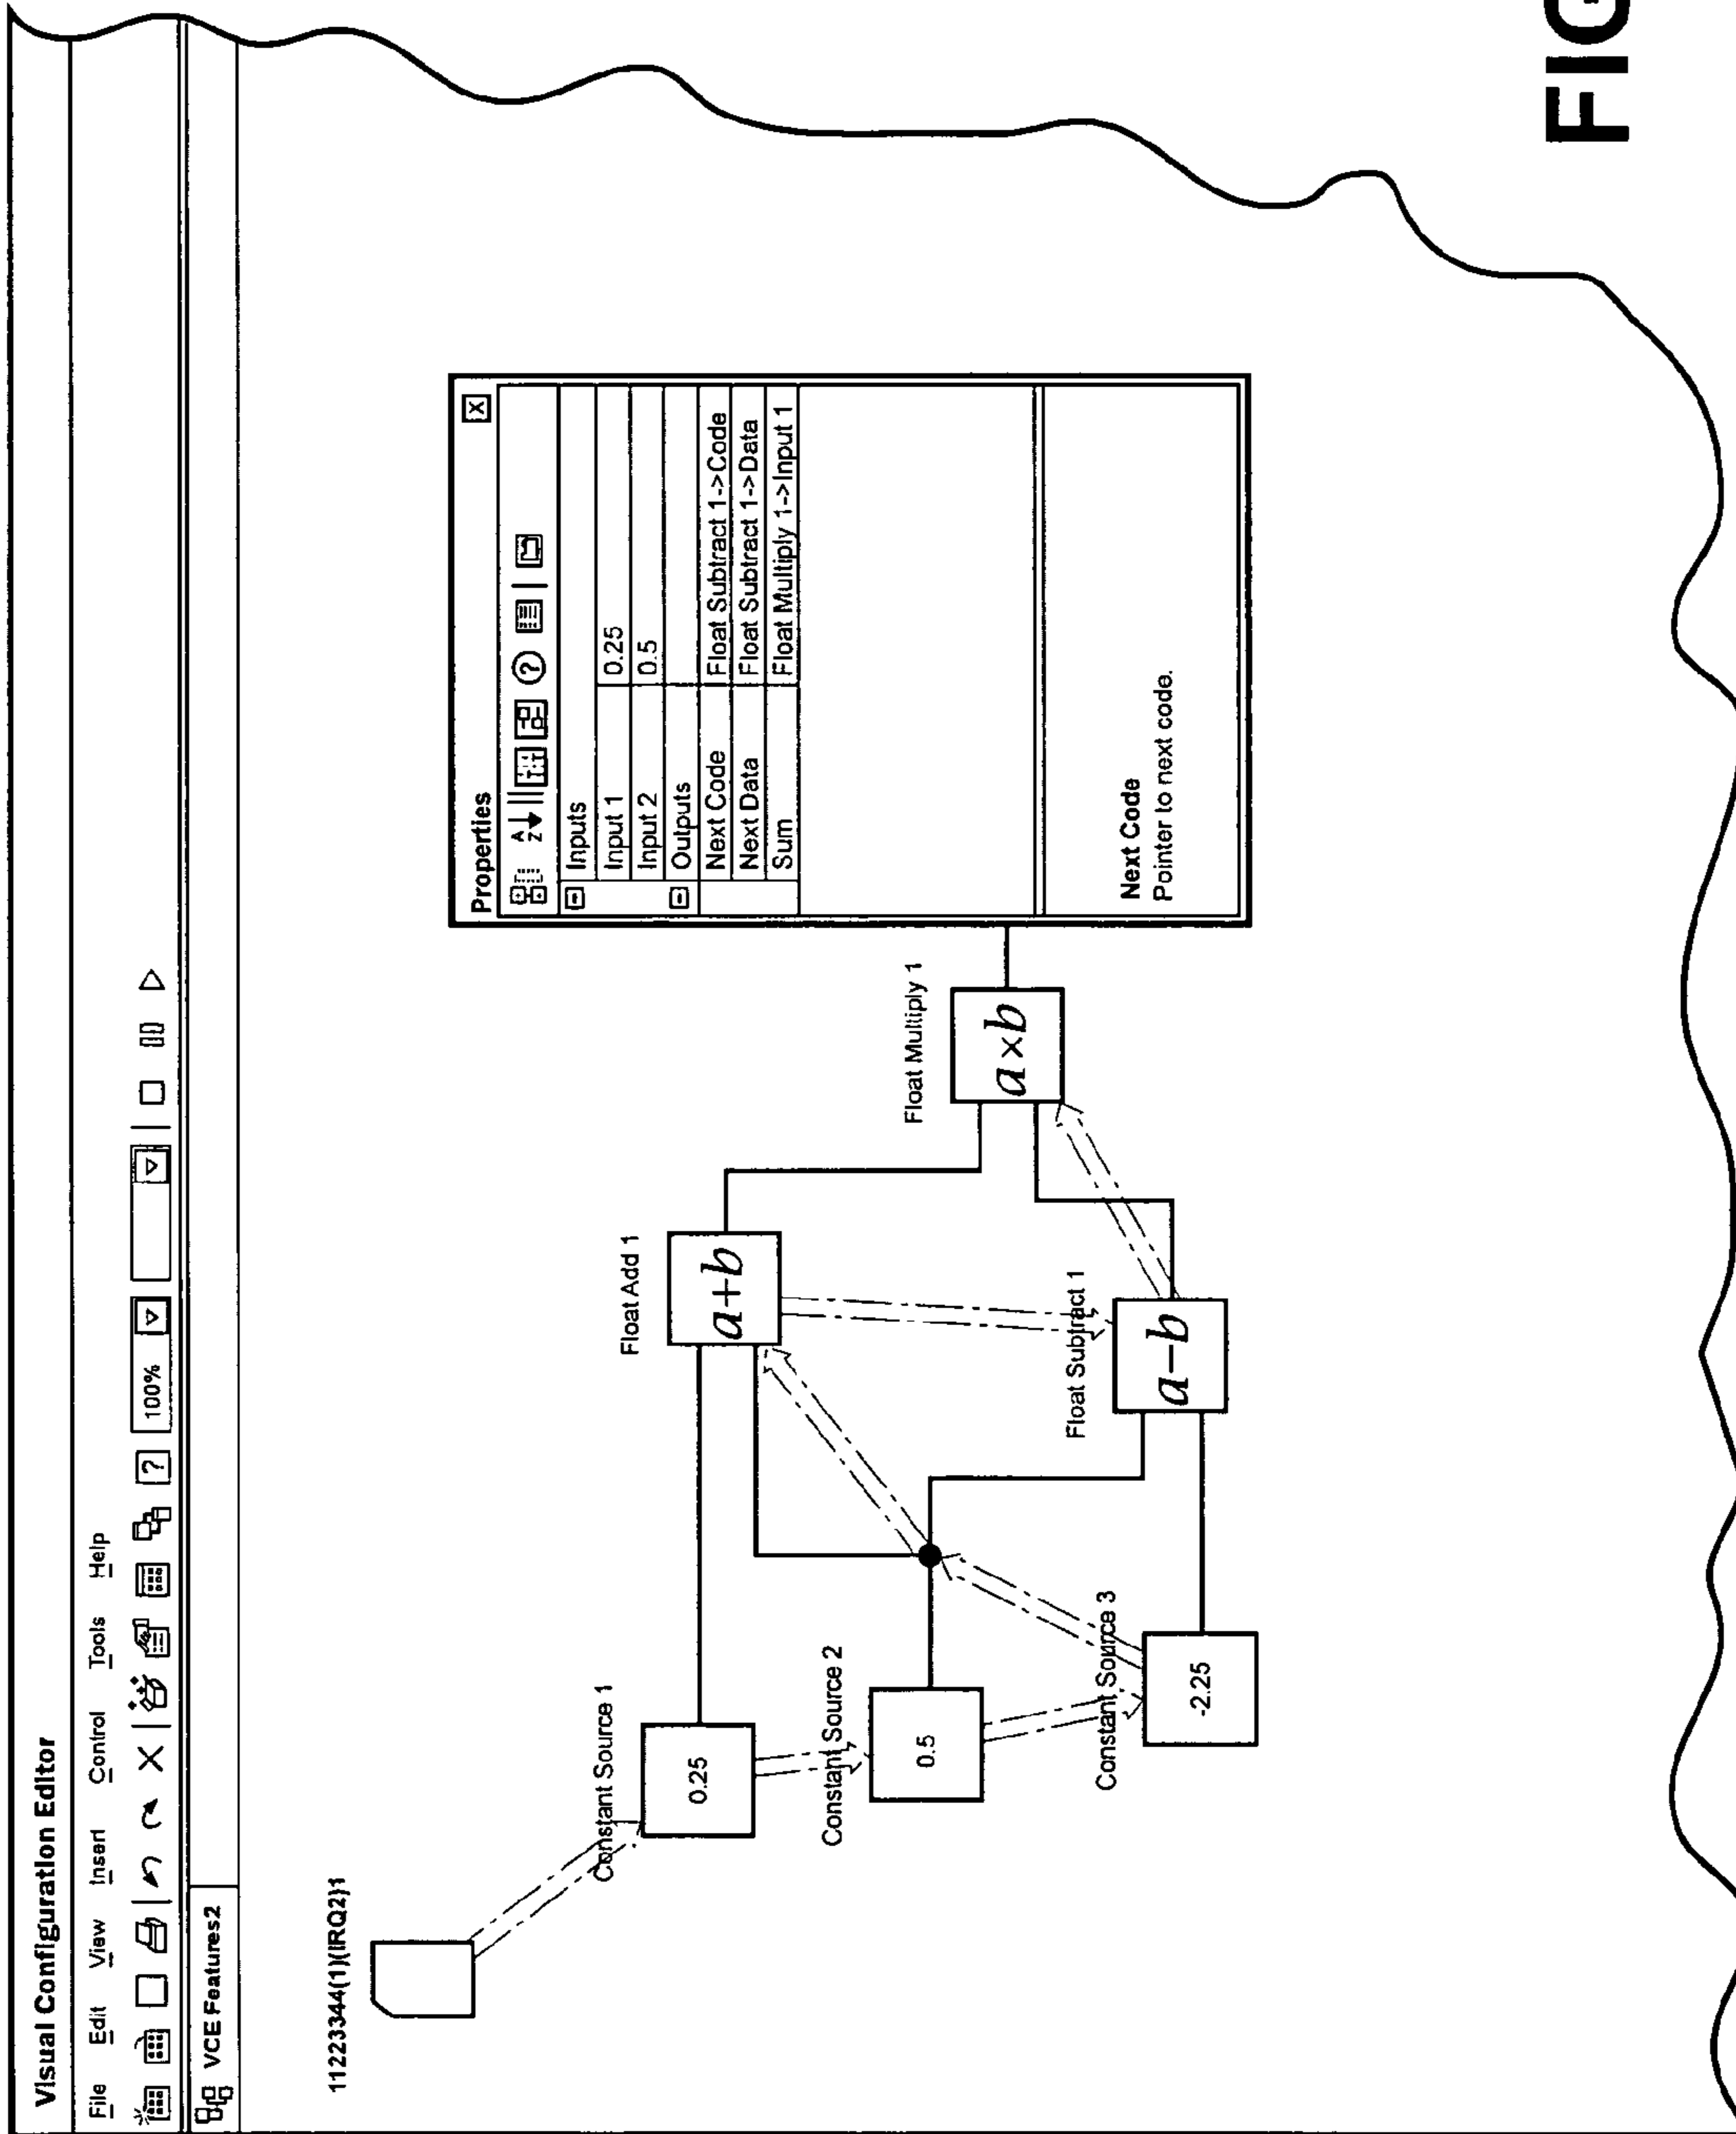 Visual Configuration Editor
File Edit View Insert Control Tools Help
? 100%
VCE Features2
11223344(1)(IRQ2)1
Constant Source 1
0.25
Constant Source 2
0.5
Constant Source 3
-2.25
Float Add 1
a+b
Float Subtract 1
a−b
Float Multiply 1
a×b
Properties X
A Z ?
Inputs
Input 1 0.25
Input 2 0.5
Outputs
Next Code Float Subtract 1->Code
Next Data Float Subtract 1->Data
Sum Float Multiply 1->Input 1
Next Code
Pointer to next code.